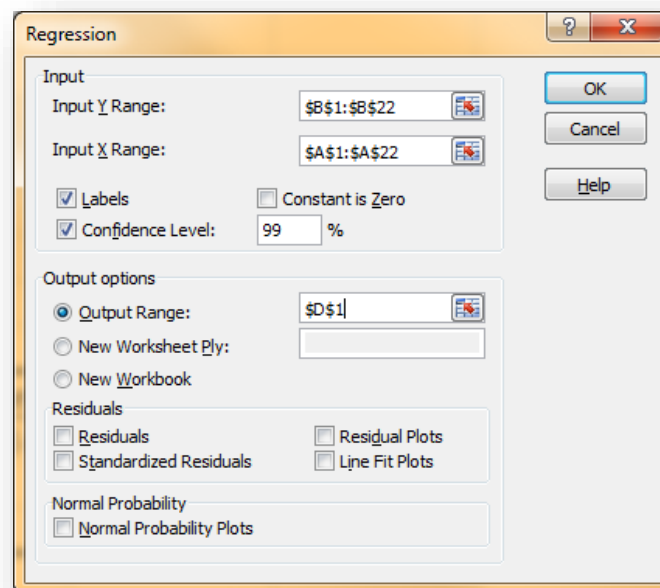 Regression
Input
Input Y Range: $B$1:$B$22
Input X Range: $A$1:$A$22
Labels Constant is Zero
Confidence Level: 99 %
OK
Cancel
Help
Output options
Output Range: $D$1
New Worksheet Ply:
New Workbook
Residuals
Residuals Residual Plots
Standardized Residuals Line Fit Plots
Normal Probability
Normal Probability Plots